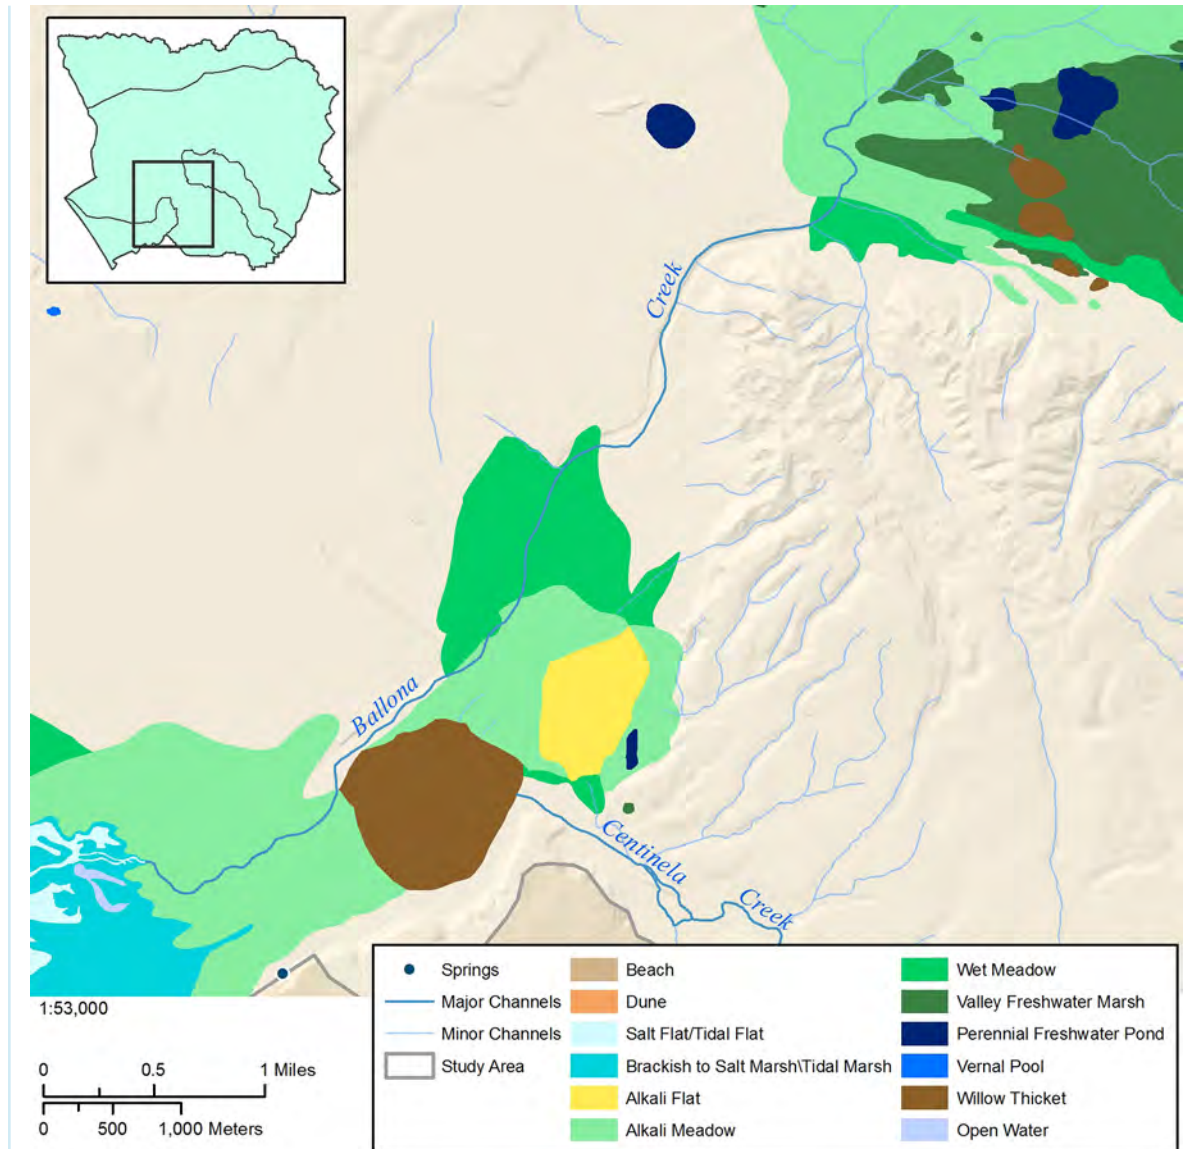 Creek
Ballona
Centinela
Creek
1:53,000
0 0.5 1 Miles
0 500 1,000 Meters
Springs
Major Channels
Minor Channels
Study Area
Beach
Dune
Salt Flat/Tidal Flat
Brackish to Salt Marsh\Tidal Marsh
Alkali Flat
Alkali Meadow
Wet Meadow
Valley Freshwater Marsh
Perennial Freshwater Pond
Vernal Pool
Willow Thicket
Open Water